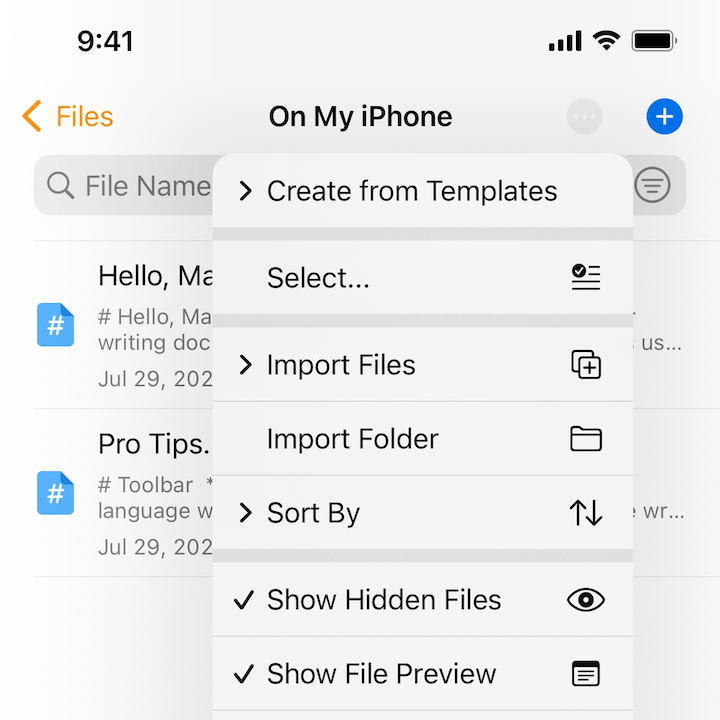 9:41
Files
On My iPhone
File Name
Create from Templates
Select...
Import Files
Import Folder
Sort By
Show Hidden Files
Show File Preview
Hello, Ma
# Hello, Ma
writing doc
us...
Jul 29, 202
#
Pro Tips.
# Toolbar *
language w
wr...
Jul 29, 202
#